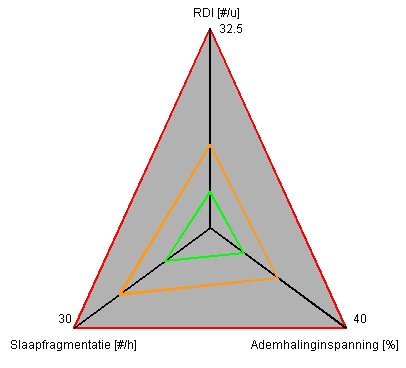 RDI [#/u]
32.5
30
40
Slaapfragmentatie [#/h]
Ademhalinginspanning [%]